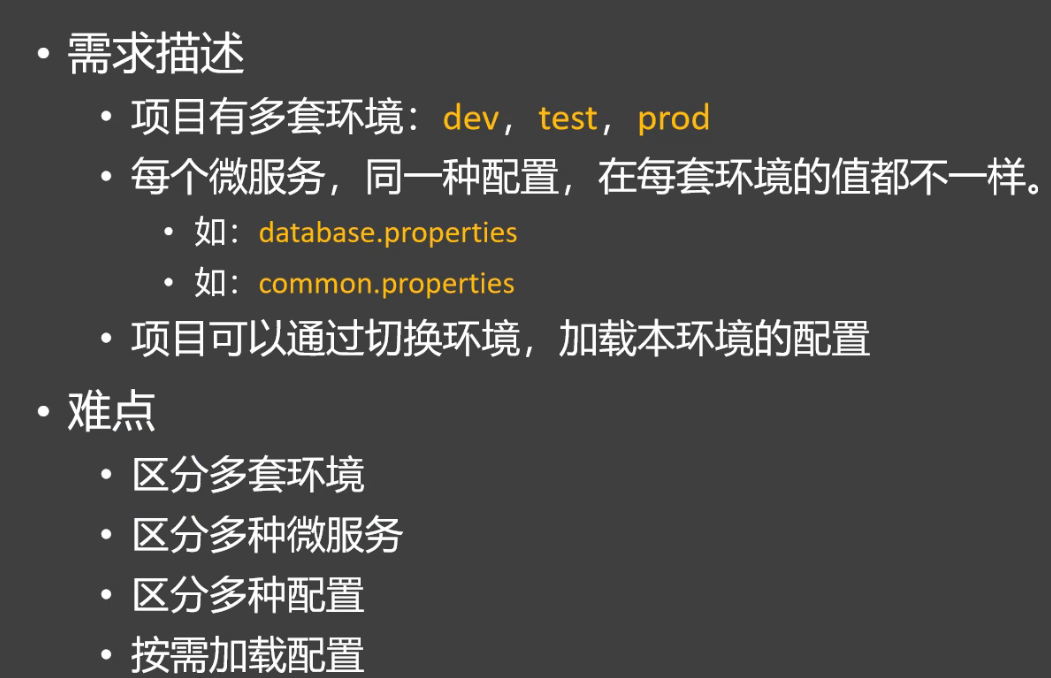 • 需求描述
• 项目有多套环境：dev，test，prod
• 每个微服务，同一种配置，在每套环境的值都不一样。
• 如：database.properties
• 如：common.properties
• 项目可以通过切换环境，加载本环境的配置
• 难点
• 区分多套环境
• 区分多种微服务
• 区分多种配置
• 按需加载配置